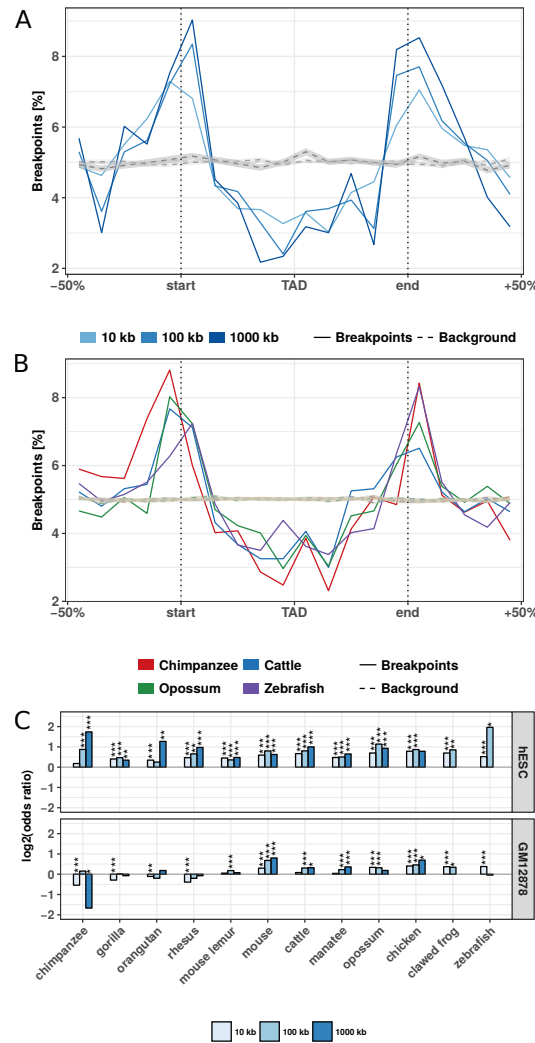 A
8
6
4
2
Breakpoints [%]
−50%
start
TAD
end
+50%
10 kb
100 kb
1000 kb
Breakpoints
Background
B
8
6
4
2
Breakpoints [%]
−50%
start
TAD
end
+50%
Chimpanzee
Cattle
Breakpoints
Opossum
Zebrafish
Background
C
log2(odds ratio)
2
1
0
−1
−2
hESC
2
1
0
−1
−2
GM12878
chimpanzee
gorilla
orangutan
rhesus
mouse lemur
mouse
cattle
manatee
opossum
chicken
clawed frog
zebrafish
10 kb
100 kb
1000 kb